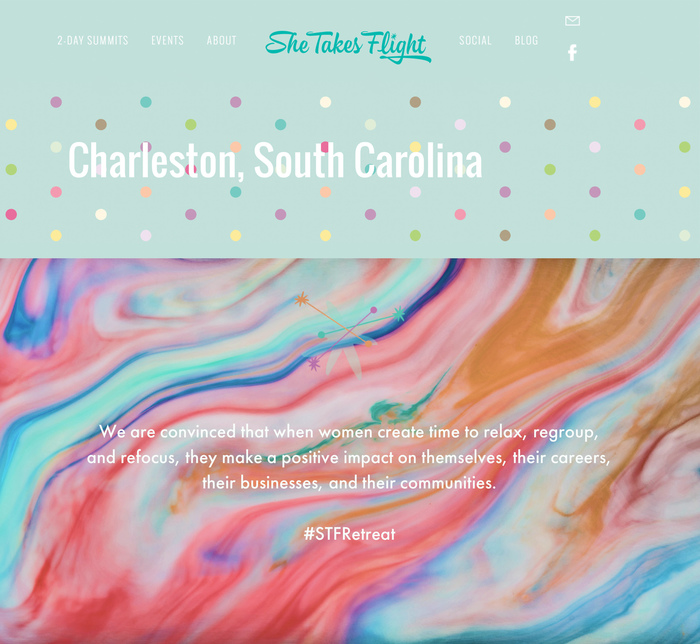 2-DAY SUMMITS EVENTS ABOUT She Takes Flight SOCIAL BLOG
Charleston, South Carolina
We are convinced that when women create time to relax, regroup,
and refocus, they make a positive impact on themselves, their careers,
their businesses, and their communities.
#STFRetreat